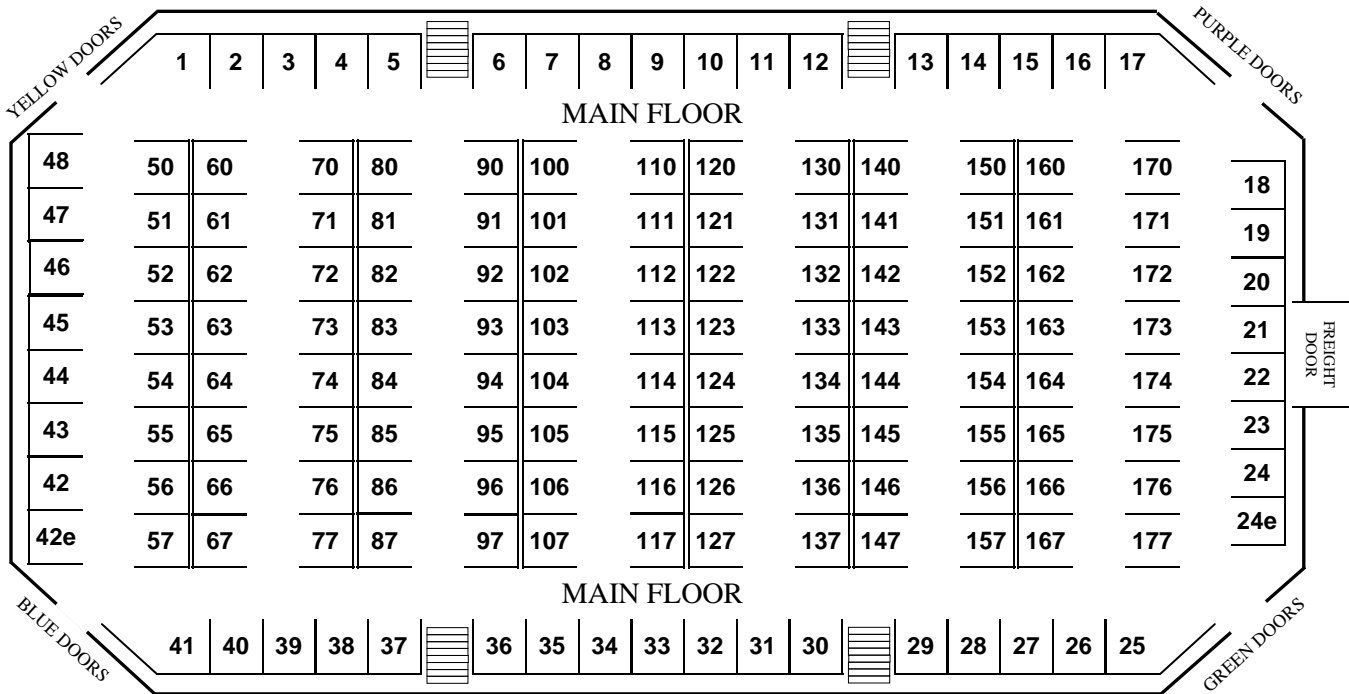 YELLOW DOORS
PURPLE DOORS
1 2 3 4 5 6 7 8 9 10 11 12 13 14 15 16 17
MAIN FLOOR
48 50 60 70 80 90 100 110 120 130 140 150 160 170 18
47 51 61 71 81 91 101 111 121 131 141 151 161 171 19
46 52 62 72 82 92 102 112 122 132 142 152 162 172 20
45 53 63 73 83 93 103 113 123 133 143 153 163 173 21
FREIGHT
DOOR
44 54 64 74 84 94 104 114 124 134 144 154 164 174 22
43 55 65 75 85 95 105 115 125 135 145 155 165 175 23
42 56 66 76 86 96 106 116 126 136 146 156 166 176 24
42e 57 67 77 87 97 107 117 127 137 147 157 167 177 24e
MAIN FLOOR
BLUE DOORS
GREEN DOORS
41 40 39 38 37 36 35 34 33 32 31 30 29 28 27 26 25